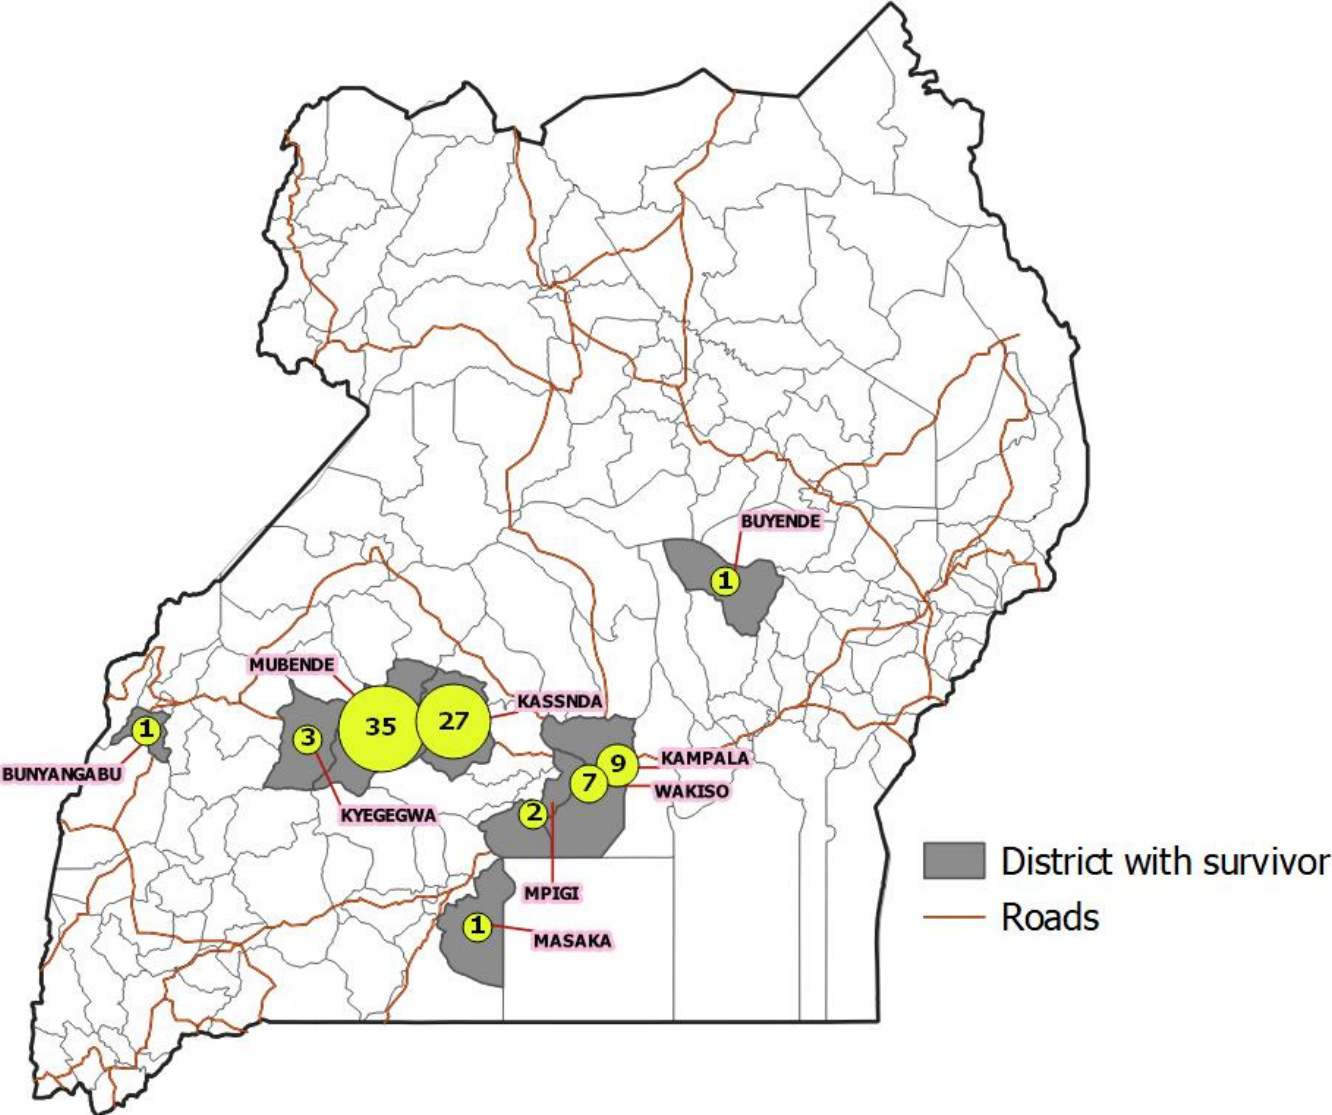 BUYENDE
1
MUBENDE
KASSNDA
35
27
3
1
BUNYANGABU
KYEGEGWA
9
KAMPALA
7
WAKISO
2
MPIGI
1
MASAKA
District with survivor
Roads